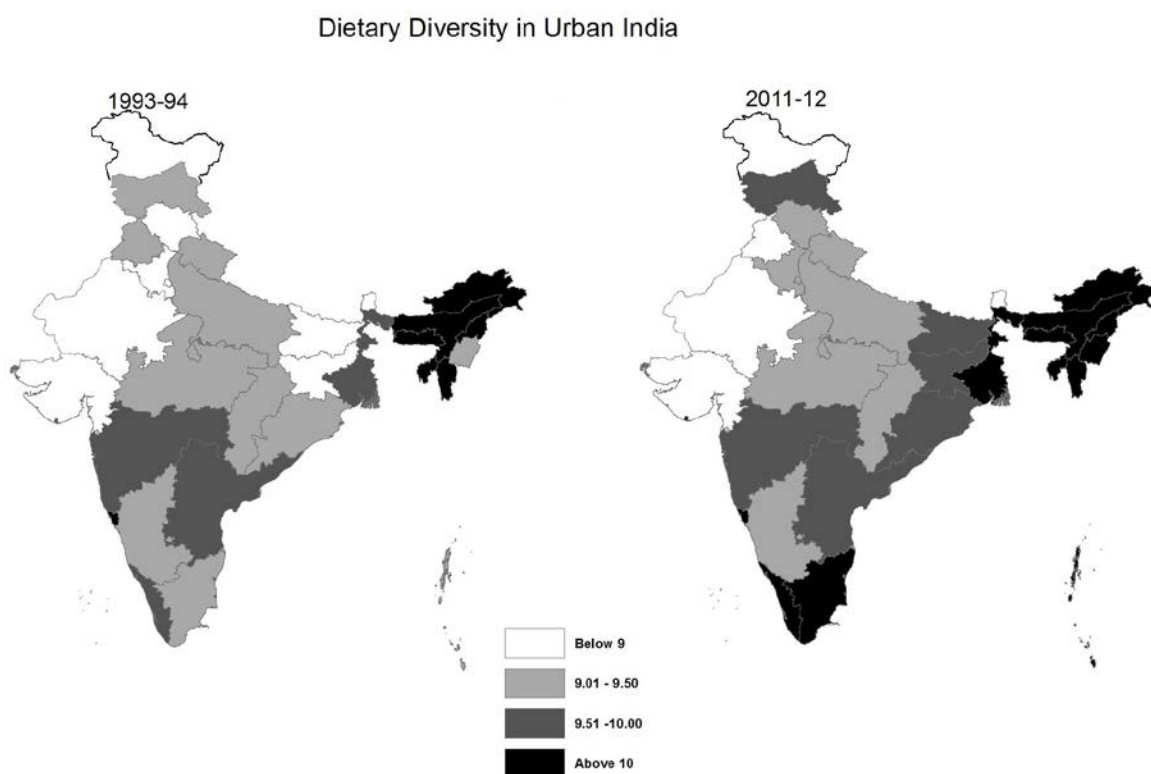 Dietary Diversity in Urban India
1993-94
2011-12
Below 9
9.01 - 9.50
9.51 -10.00
Above 10